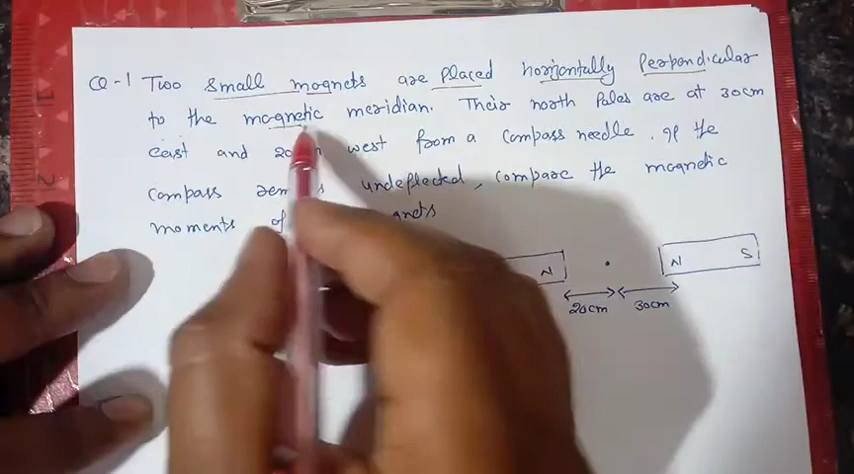 Q-1 Two small magnets are placed horizontally perpendicular
to the magnetic meridian. Their north Poles are at 30cm
east and west from a compass needle. If the
compass undeflected, compare the magnetic
moments of
N N S
20cm 30cm